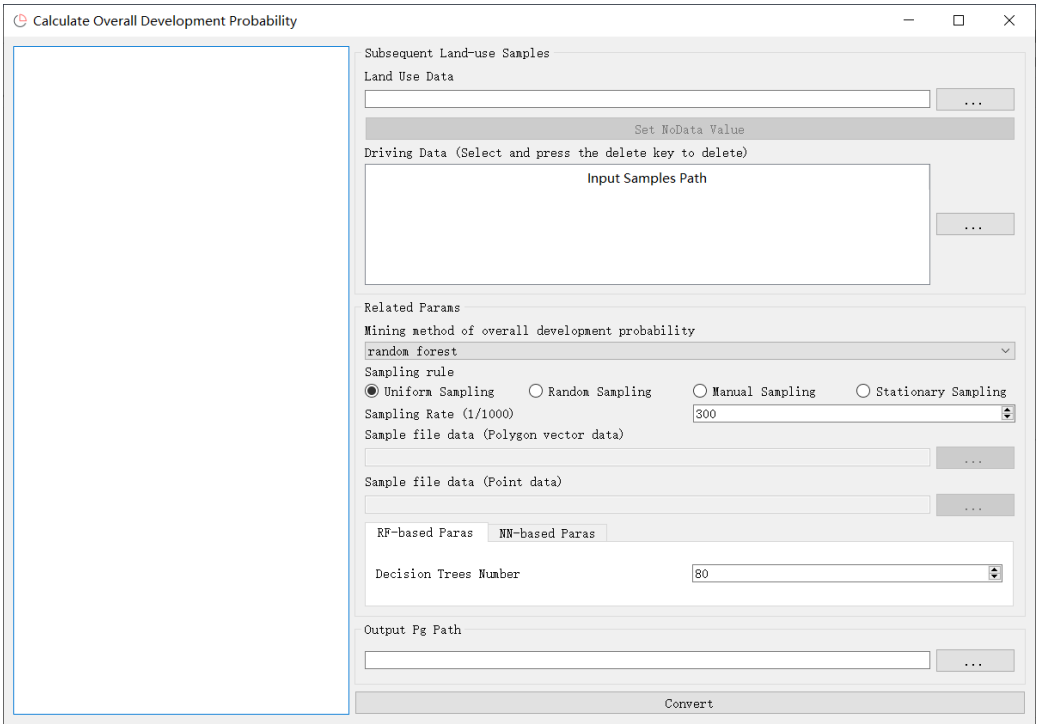 Calculate Overall Development Probability
Subsequent Land-use Samples
Land Use Data
...
Set NoData Value
Driving Data (Select and press the delete key to delete)
Input Samples Path
...
Related Params
Mining method of overall development probability
random forest
Sampling rule
Uniform Sampling
Random Sampling
Manual Sampling
Stationary Sampling
Sampling Rate (1/1000)
300
Sample file data (Polygon vector data)
...
Sample file data (Point data)
...
RF-based Paras
NN-based Paras
Decision Trees Number
80
Output Pg Path
...
Convert